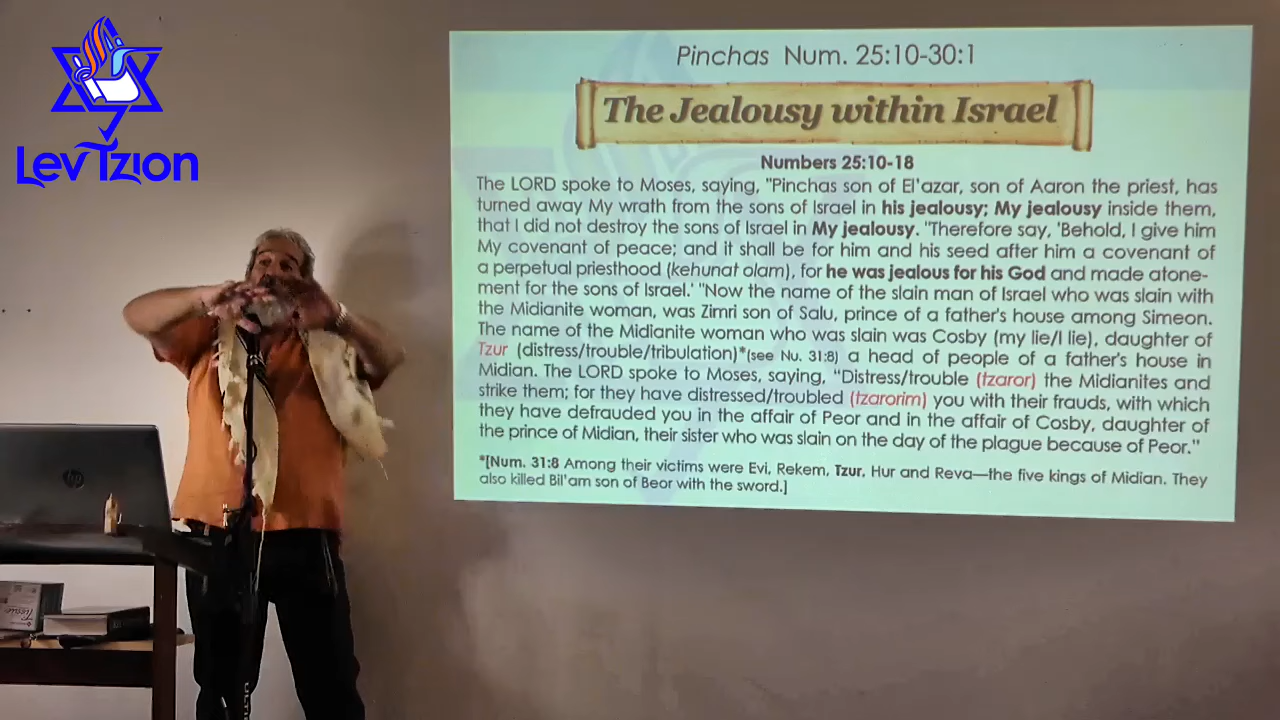 Lev Tzion
Pinchas Num. 25:10-30:1
The Jealousy within Israel
Numbers 25:10-18
The LORD spoke to Moses, saying, "Pinchas son of El'azar, son of Aaron the priest, has
turned away My wrath from the sons of Israel in his jealousy; My jealousy inside them,
that I did not destroy the sons of Israel in My jealousy. "Therefore say, 'Behold, I give him
My covenant of peace; and it shall be for him and his seed after him a covenant of
a perpetual priesthood (kehunat olam), for he was jealous for his God and made atone-
ment for the sons of Israel.' "Now the name of the slain man of Israel who was slain with
the Midianite woman, was Zimri son of Salu, prince of a father's house among Simeon.
The name of the Midianite woman who was slain was Cosby (my lie/I lie), daughter of
Tzur (distress/trouble/tribulation)*(see Nu. 31:8) a head of people of a father's house in
Midian. The LORD spoke to Moses, saying, "Distress/trouble (tzaror) the Midianites and
strike them; for they have distressed/troubled (tzarorim) you with their frauds, with which
they have defrauded you in the affair of Peor and in the affair of Cosby, daughter of
the prince of Midian, their sister who was slain on the day of the plague because of Peor."
*[Num. 31:8 Among their victims were Evi, Rekem, Tzur, Hur and Reva—the five kings of Midian. They
also killed Bil'am son of Beor with the sword.]
hp